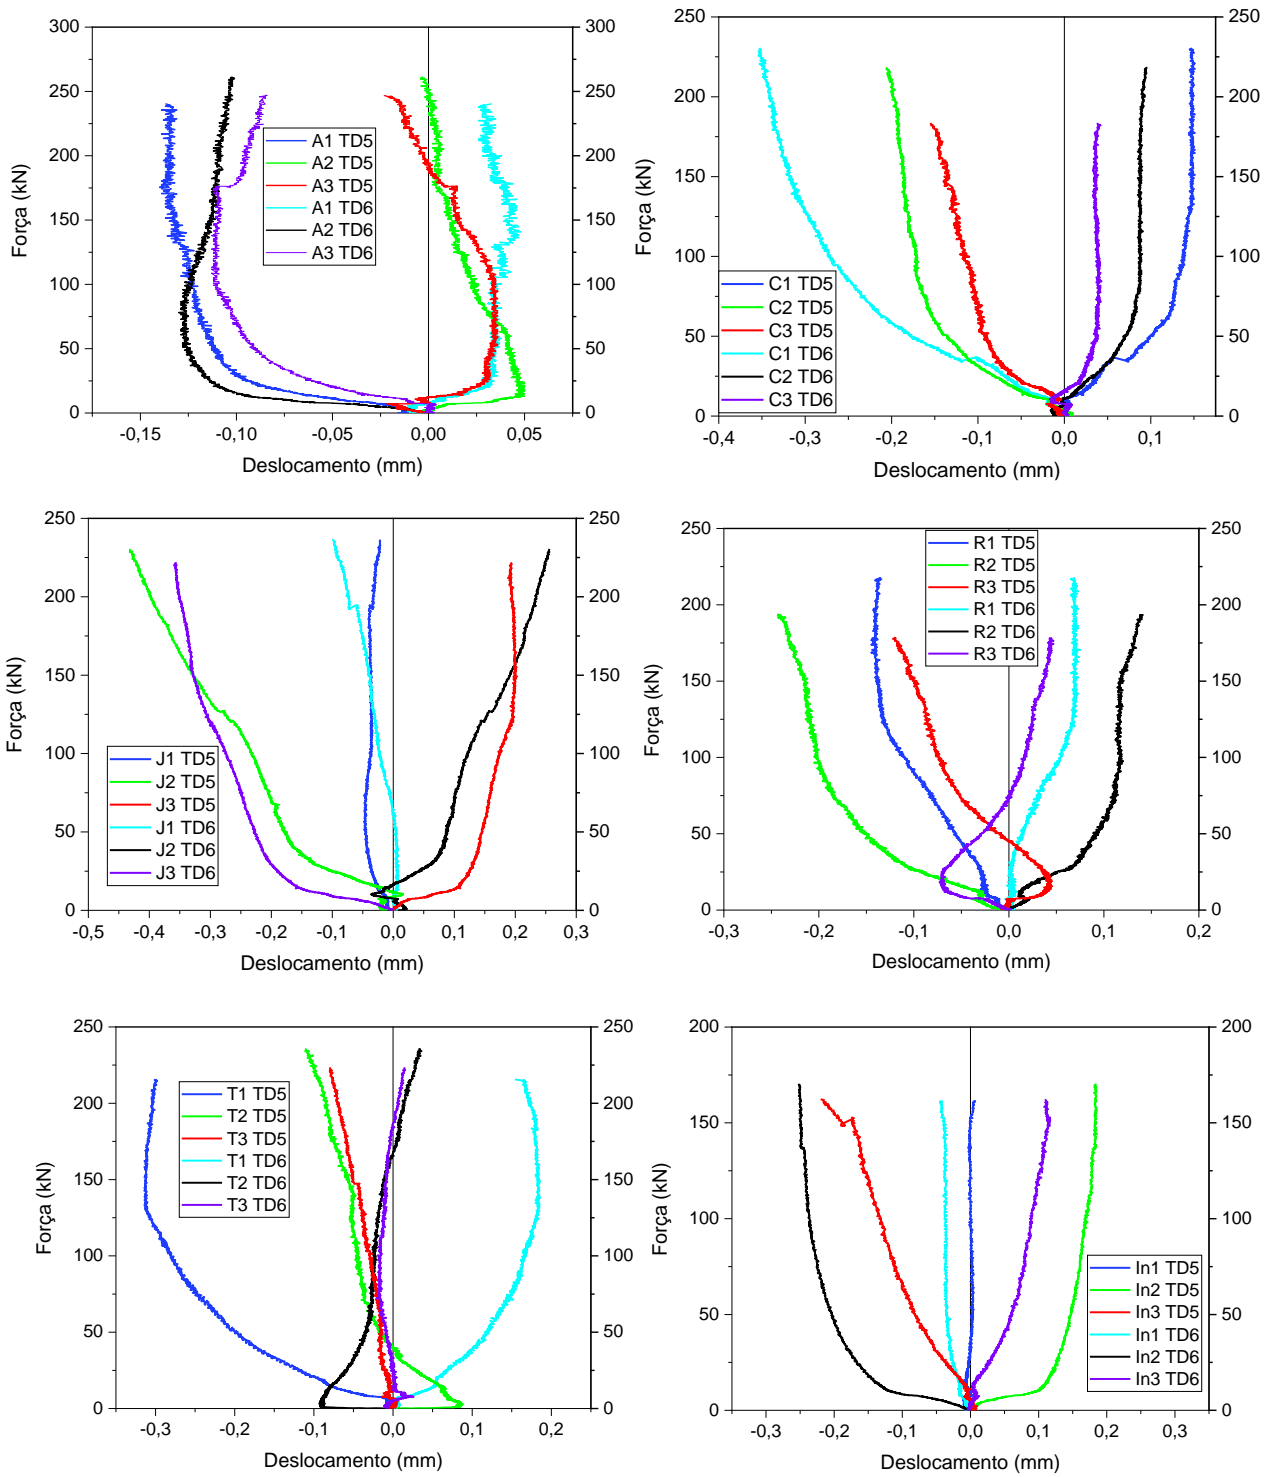 300
300
250
250
200
200
150
150
100
100
50
50
0
0
-0,15
-0,10
-0,05
0,00
0,05
Força (kN)
Deslocamento (mm)
A1 TD5
A2 TD5
A3 TD5
A1 TD6
A2 TD6
A3 TD6
250
250
200
200
150
150
100
100
50
50
0
0
-0,4
-0,3
-0,2
-0,1
0,0
0,1
Força (kN)
Deslocamento (mm)
C1 TD5
C2 TD5
C3 TD5
C1 TD6
C2 TD6
C3 TD6
250
250
200
200
150
150
100
100
50
50
0
0
-0,5
-0,4
-0,3
-0,2
-0,1
0,0
0,1
0,2
0,3
Força (kN)
Deslocamento (mm)
J1 TD5
J2 TD5
J3 TD5
J1 TD6
J2 TD6
J3 TD6
250
250
200
200
150
150
100
100
50
50
0
0
-0,3
-0,2
-0,1
0,0
0,1
0,2
Força (kN)
Deslocamento (mm)
R1 TD5
R2 TD5
R3 TD5
R1 TD6
R2 TD6
R3 TD6
250
250
200
200
150
150
100
100
50
50
0
0
-0,3
-0,2
-0,1
0,0
0,1
0,2
Força (kN)
Deslocamento (mm)
T1 TD5
T2 TD5
T3 TD5
T1 TD6
T2 TD6
T3 TD6
200
200
150
150
100
100
50
50
0
0
-0,3
-0,2
-0,1
0,0
0,1
0,2
0,3
Força (kN)
Deslocamento (mm)
In1 TD5
In2 TD5
In3 TD5
In1 TD6
In2 TD6
In3 TD6